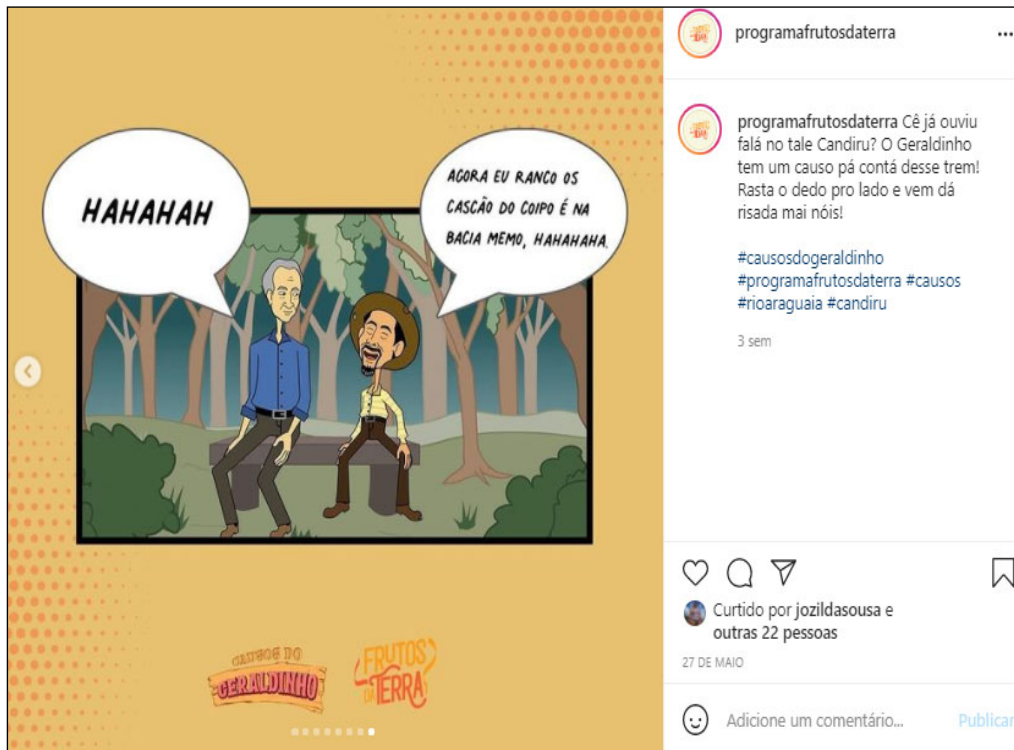 HAHAHAH
AGORA EU RANCO OS
CASCÃO DO COIPO É NA
BACIA MEMO, HAHAHAHA.
CAUSOS DO
GERALDINHO
FRUTOS
DA TERRA
programafrutosdaterra
programafrutosdaterra Cê já ouviu
falá no tale Candiru? O Geraldinho
tem um causo pá contá desse trem!
Rasta o dedo pro lado e vem dá
risada mai nóis!
#causosdogeraldinho
#programafrutosdaterra #causos
#rioaraguaia #candiru
3 sem
Curtido por jozildasousa e
outras 22 pessoas
27 DE MAIO
Adicione um comentário... Publicar